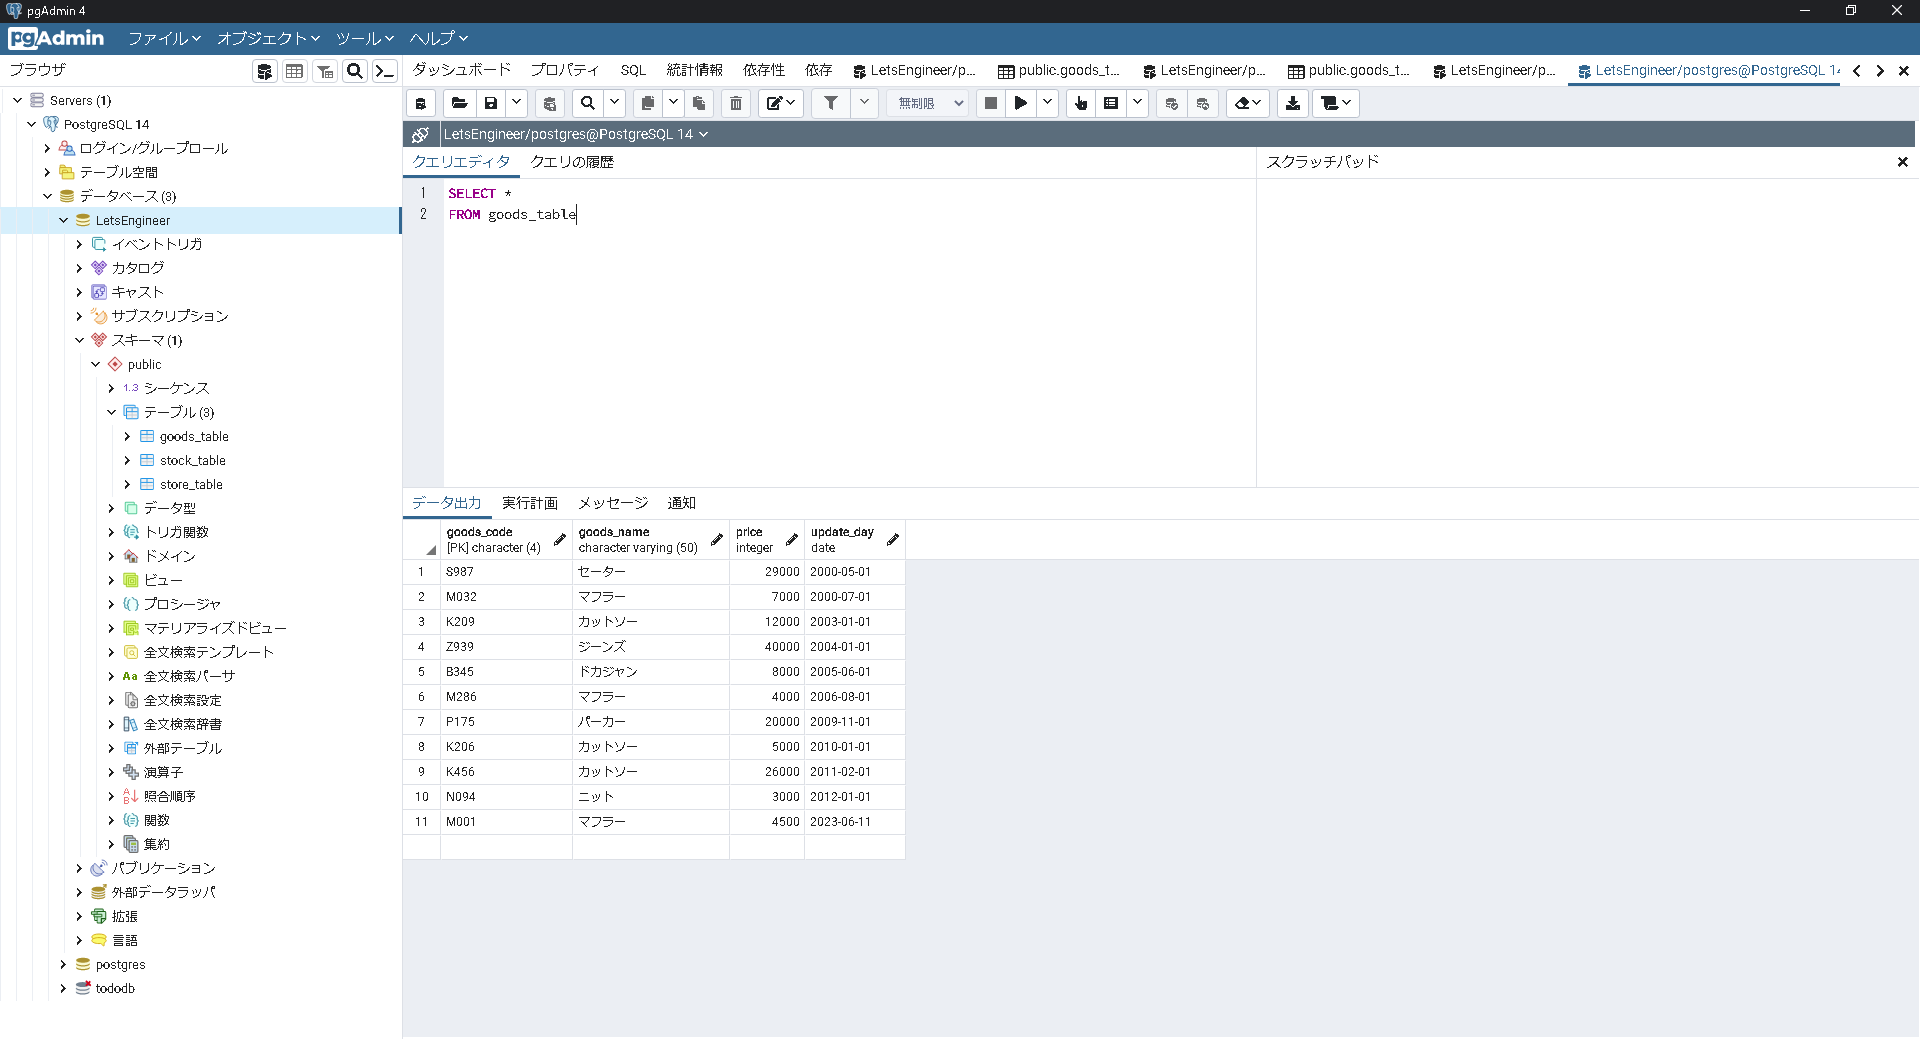 pgAdmin 4
pgAdmin ファイル オブジェクト ツール ヘルプ
ブラウザ
ダッシュボード プロパティ SQL 統計情報 依存性 依存 LetsEngineer/p... public.goods_t... LetsEngineer/p... public.goods_t... LetsEngineer/p... LetsEngineer/postgres@PostgreSQL 14
Servers (1)
PostgreSQL 14
ログイン/グループロール
テーブル空間
データベース (3)
LetsEngineer
イベントトリガ
カタログ
キャスト
サブスクリプション
スキーマ (1)
public
1..3 シーケンス
テーブル (3)
goods_table
stock_table
store_table
データ型
トリガ関数
ドメイン
ビュー
プロシージャ
マテリアライズドビュー
全文検索テンプレート
Aa 全文検索パーサ
全文検索設定
全文検索辞書
外部テーブル
演算子
照合順序
関数
集約
パブリケーション
外部データラッパ
拡張
言語
postgres
tododb
無制限
LetsEngineer/postgres@PostgreSQL 14
クエリエディタ クエリの履歴
スクラッチパッド
1 SELECT *
2 FROM goods_table
データ出力 実行計画 メッセージ 通知
goods_code goods_name price update_day
[PK] character (4) character varying (50) integer date
1 S987 セーター 29000 2000-05-01
2 M032 マフラー 7000 2000-07-01
3 K209 カットソー 12000 2003-01-01
4 Z939 ジーンズ 40000 2004-01-01
5 B345 ドカジャン 8000 2005-06-01
6 M286 マフラー 4000 2006-08-01
7 P175 パーカー 20000 2009-11-01
8 K206 カットソー 5000 2010-01-01
9 K456 カットソー 26000 2011-02-01
10 N094 ニット 3000 2012-01-01
11 M001 マフラー 4500 2023-06-11